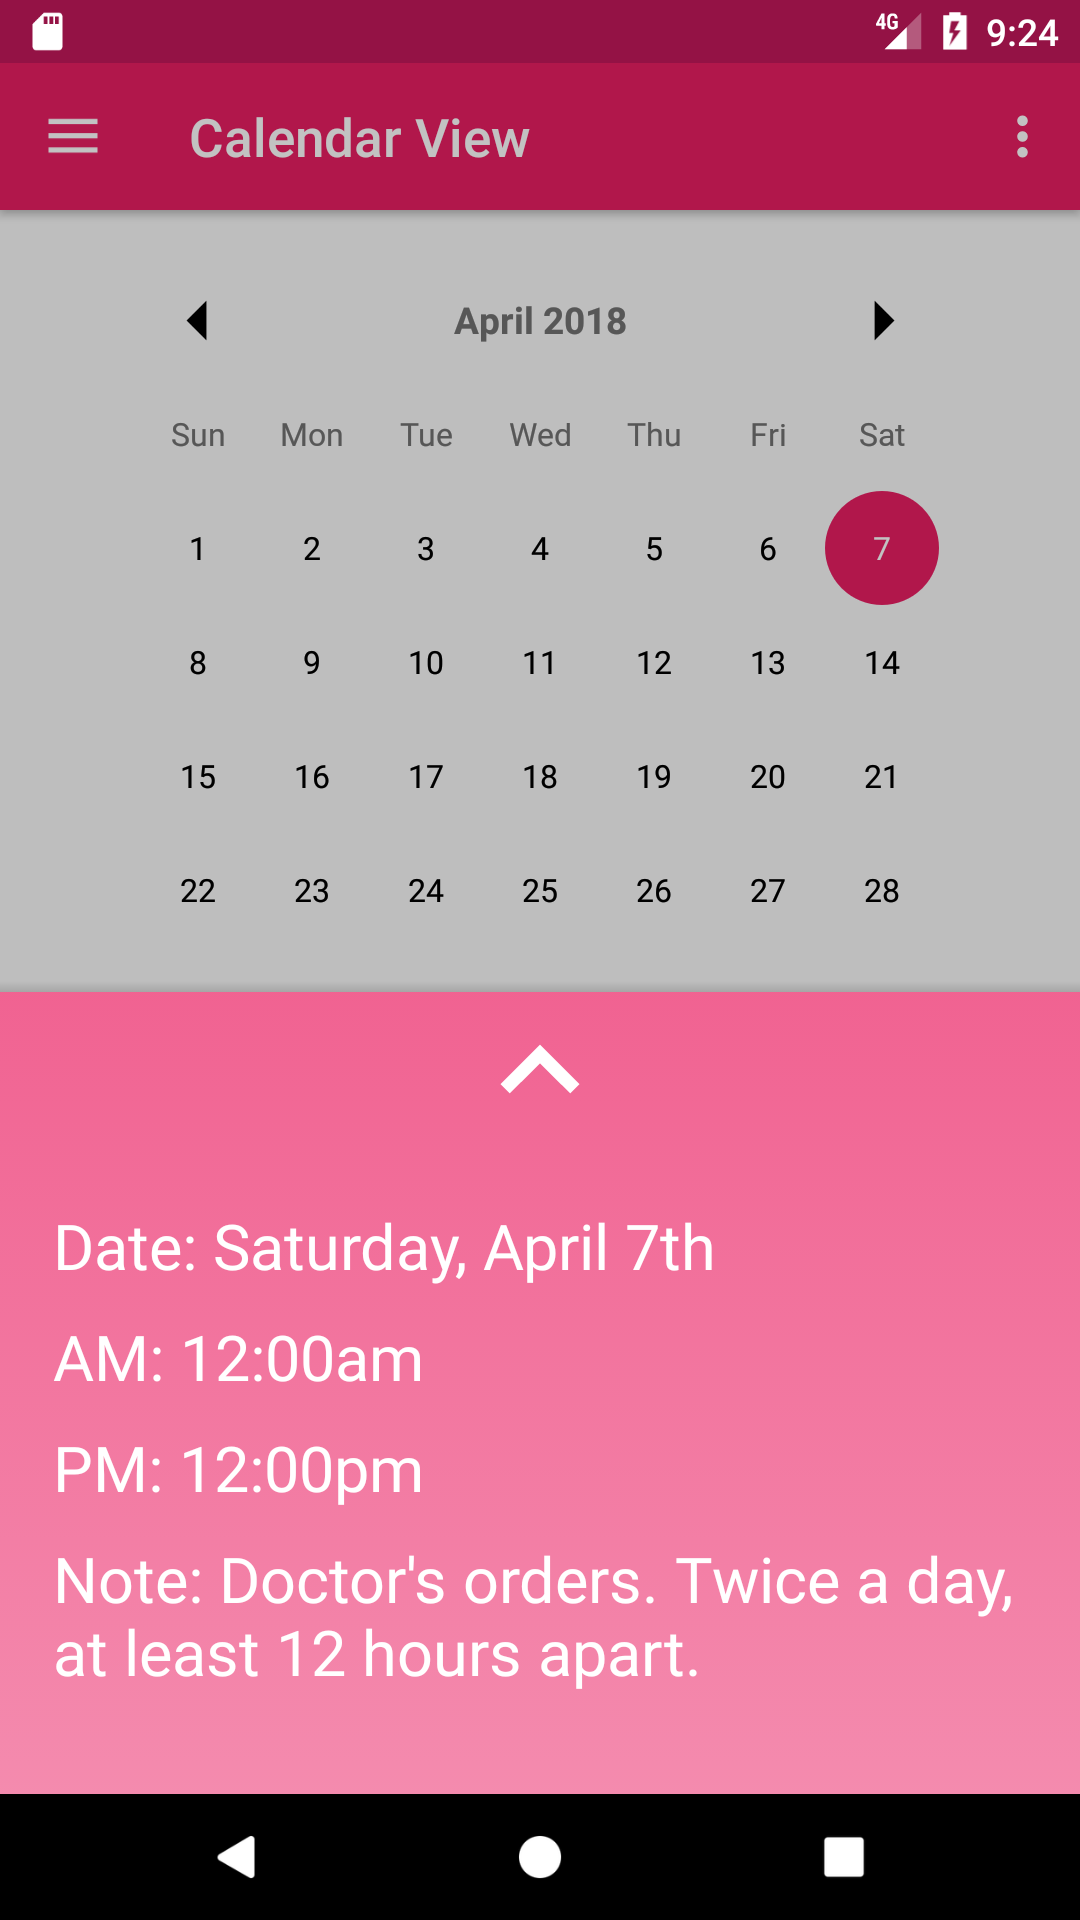 4G 9:24
Calendar View
April 2018
Sun Mon Tue Wed Thu Fri Sat
1 2 3 4 5 6 7
8 9 10 11 12 13 14
15 16 17 18 19 20 21
22 23 24 25 26 27 28
Date: Saturday, April 7th
AM: 12:00am
PM: 12:00pm
Note: Doctor's orders. Twice a day,
at least 12 hours apart.